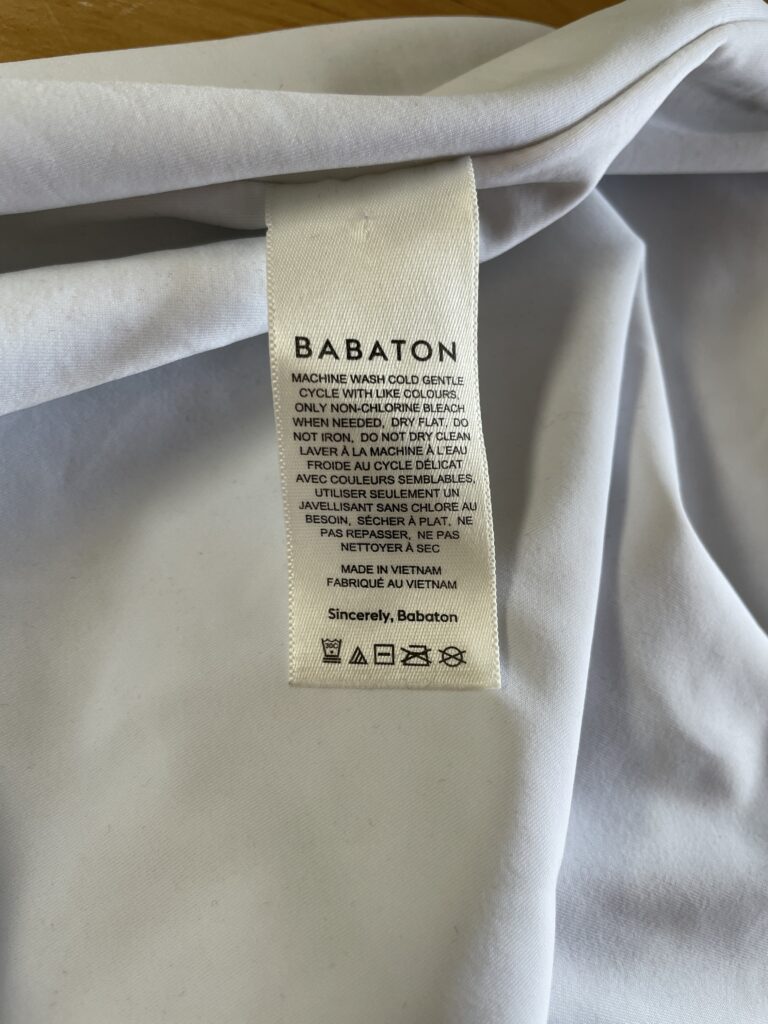 BABATON
MACHINE WASH COLD GENTLE
CYCLE WITH LIKE COLOURS,
ONLY NON-CHLORINE BLEACH
WHEN NEEDED, DRY FLAT, DO
NOT IRON, DO NOT DRY CLEAN
LAVER À LA MACHINE À L'EAU
FROIDE AU CYCLE DÉLICAT
AVEC COULEURS SEMBLABLES,
UTILISER SEULEMENT UN
JAVELLISANT SANS CHLORE AU
BESOIN, SÉCHER À PLAT, NE
PAS REPASSER, NE PAS
NETTOYER À SEC
MADE IN VIETNAM
FABRIQUÉ AU VIETNAM
Sincerely, Babaton
30C